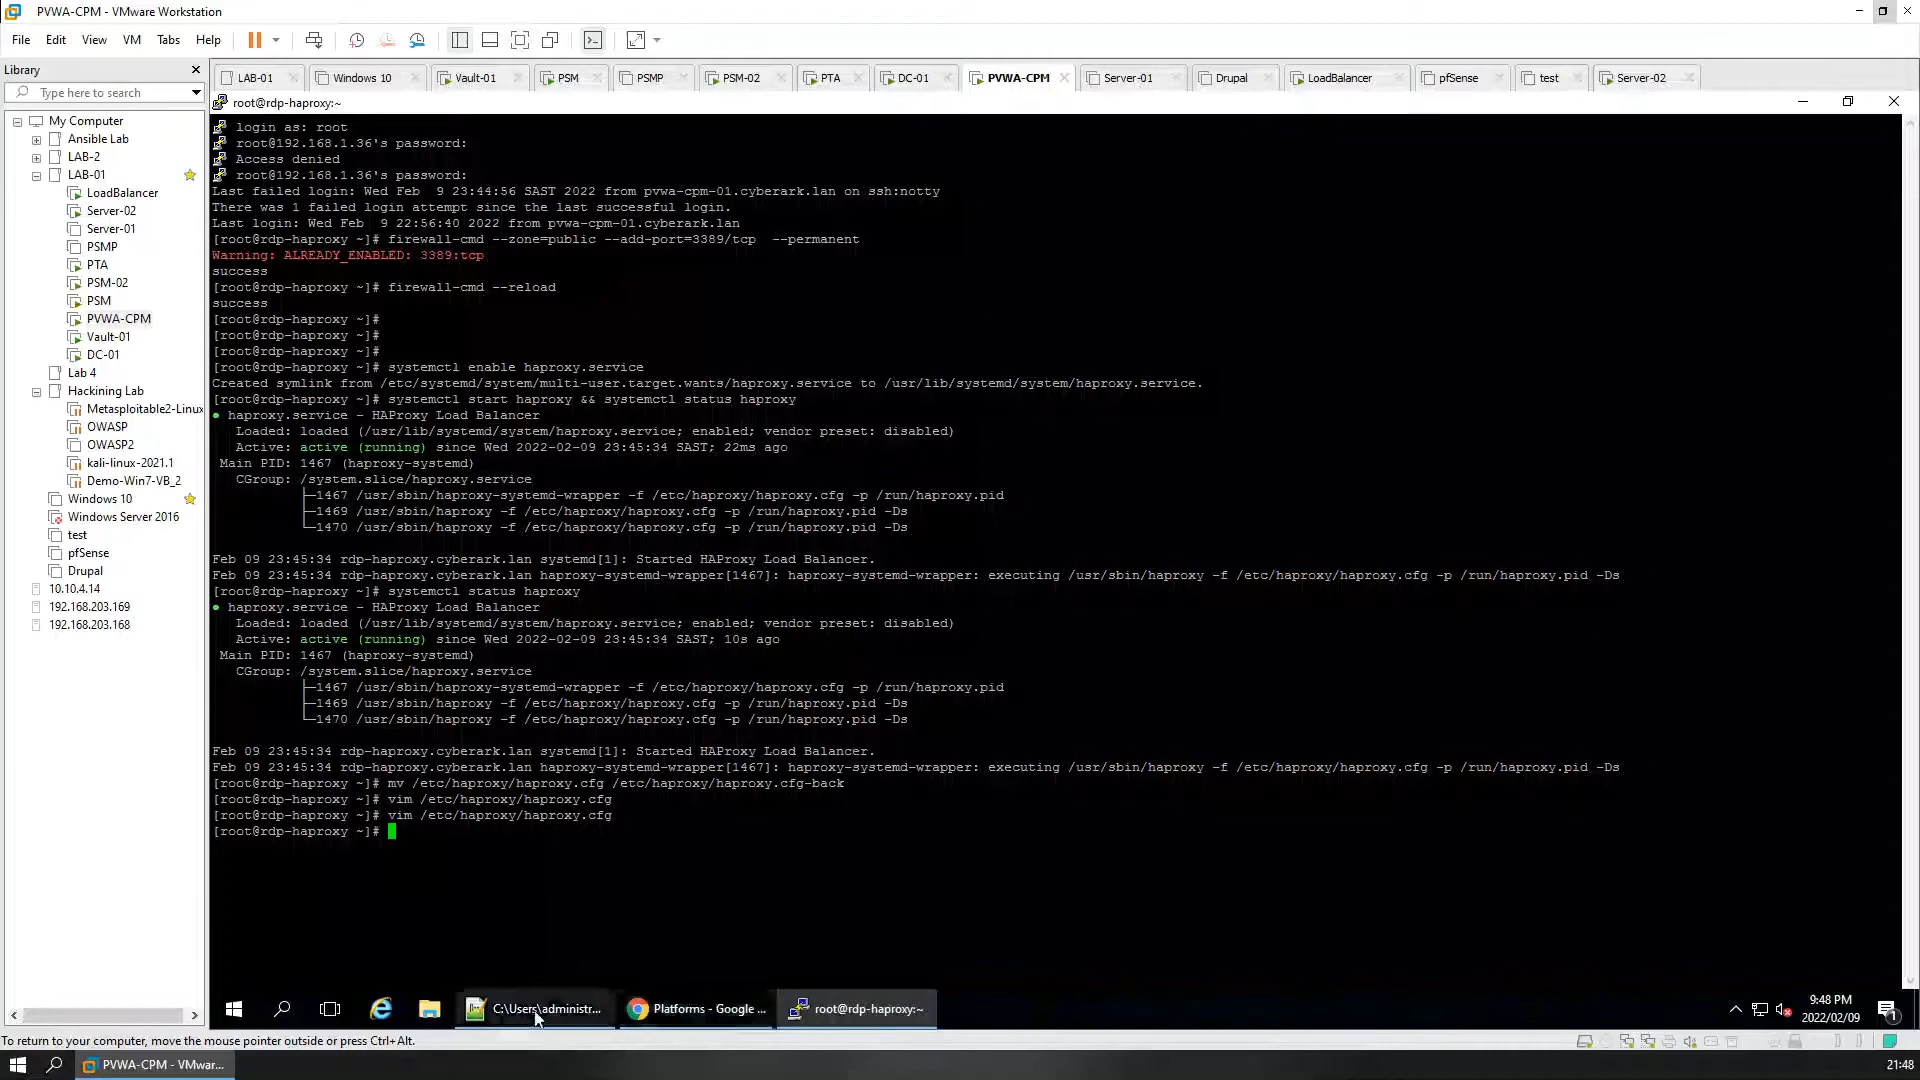 PVWA-CPM - VMware Workstation
File Edit View VM Tabs Help
Library
Type here to search
My Computer
Ansible Lab
LAB-2
LAB-01
LoadBalancer
Server-02
Server-01
PSMP
PTA
PSM-02
PSM
PVWA-CPM
Vault-01
DC-01
Lab 4
Hackining Lab
Metasploitable2-Linux
OWASP
OWASP2
kali-linux-2021.1
Demo-Win7-VB_2
Windows 10
Windows Server 2016
test
pfSense
Drupal
10.10.4.14
192.168.203.169
192.168.203.168
LAB-01 Windows 10 Vault-01 PSM PSMP PSM-02 PTA DC-01 PVWA-CPM Server-01 Drupal LoadBalancer pfSense test Server-02
root@rdp-haproxy:~
login as: root
root@192.168.1.36's password:
Access denied
root@192.168.1.36's password:
Last failed login: Wed Feb  9 23:44:56 SAST 2022 from pvwa-cpm-01.cyberark.lan on ssh:notty
There was 1 failed login attempt since the last successful login.
Last login: Wed Feb  9 22:56:40 2022 from pvwa-cpm-01.cyberark.lan
[root@rdp-haproxy ~]# firewall-cmd --zone=public --add-port=3389/tcp  --permanent
Warning: ALREADY_ENABLED: 3389:tcp
success
[root@rdp-haproxy ~]# firewall-cmd --reload
success
[root@rdp-haproxy ~]#
[root@rdp-haproxy ~]#
[root@rdp-haproxy ~]#
[root@rdp-haproxy ~]# systemctl enable haproxy.service
Created symlink from /etc/systemd/system/multi-user.target.wants/haproxy.service to /usr/lib/systemd/system/haproxy.service.
[root@rdp-haproxy ~]# systemctl start haproxy && systemctl status haproxy
● haproxy.service - HAProxy Load Balancer
Loaded: loaded (/usr/lib/systemd/system/haproxy.service; enabled; vendor preset: disabled)
Active: active (running) since Wed 2022-02-09 23:45:34 SAST; 22ms ago
Main PID: 1467 (haproxy-systemd)
CGroup: /system.slice/haproxy.service
├─1467 /usr/sbin/haproxy-systemd-wrapper -f /etc/haproxy/haproxy.cfg -p /run/haproxy.pid
├─1469 /usr/sbin/haproxy -f /etc/haproxy/haproxy.cfg -p /run/haproxy.pid -Ds
└─1470 /usr/sbin/haproxy -f /etc/haproxy/haproxy.cfg -p /run/haproxy.pid -Ds
Feb 09 23:45:34 rdp-haproxy.cyberark.lan systemd[1]: Started HAProxy Load Balancer.
Feb 09 23:45:34 rdp-haproxy.cyberark.lan haproxy-systemd-wrapper[1467]: haproxy-systemd-wrapper: executing /usr/sbin/haproxy -f /etc/haproxy/haproxy.cfg -p /run/haproxy.pid -Ds
[root@rdp-haproxy ~]# systemctl status haproxy
● haproxy.service - HAProxy Load Balancer
Loaded: loaded (/usr/lib/systemd/system/haproxy.service; enabled; vendor preset: disabled)
Active: active (running) since Wed 2022-02-09 23:45:34 SAST; 10s ago
Main PID: 1467 (haproxy-systemd)
CGroup: /system.slice/haproxy.service
├─1467 /usr/sbin/haproxy-systemd-wrapper -f /etc/haproxy/haproxy.cfg -p /run/haproxy.pid
├─1469 /usr/sbin/haproxy -f /etc/haproxy/haproxy.cfg -p /run/haproxy.pid -Ds
└─1470 /usr/sbin/haproxy -f /etc/haproxy/haproxy.cfg -p /run/haproxy.pid -Ds
Feb 09 23:45:34 rdp-haproxy.cyberark.lan systemd[1]: Started HAProxy Load Balancer.
Feb 09 23:45:34 rdp-haproxy.cyberark.lan haproxy-systemd-wrapper[1467]: haproxy-systemd-wrapper: executing /usr/sbin/haproxy -f /etc/haproxy/haproxy.cfg -p /run/haproxy.pid -Ds
[root@rdp-haproxy ~]# mv /etc/haproxy/haproxy.cfg /etc/haproxy/haproxy.cfg-back
[root@rdp-haproxy ~]# vim /etc/haproxy/haproxy.cfg
[root@rdp-haproxy ~]# vim /etc/haproxy/haproxy.cfg
[root@rdp-haproxy ~]#
C:\Users\administr... Platforms - Google ... root@rdp-haproxy:~
9:48 PM
2022/02/09
1
To return to your computer, move the mouse pointer outside or press Ctrl+Alt.
PVWA-CPM - VMwar...
21:48